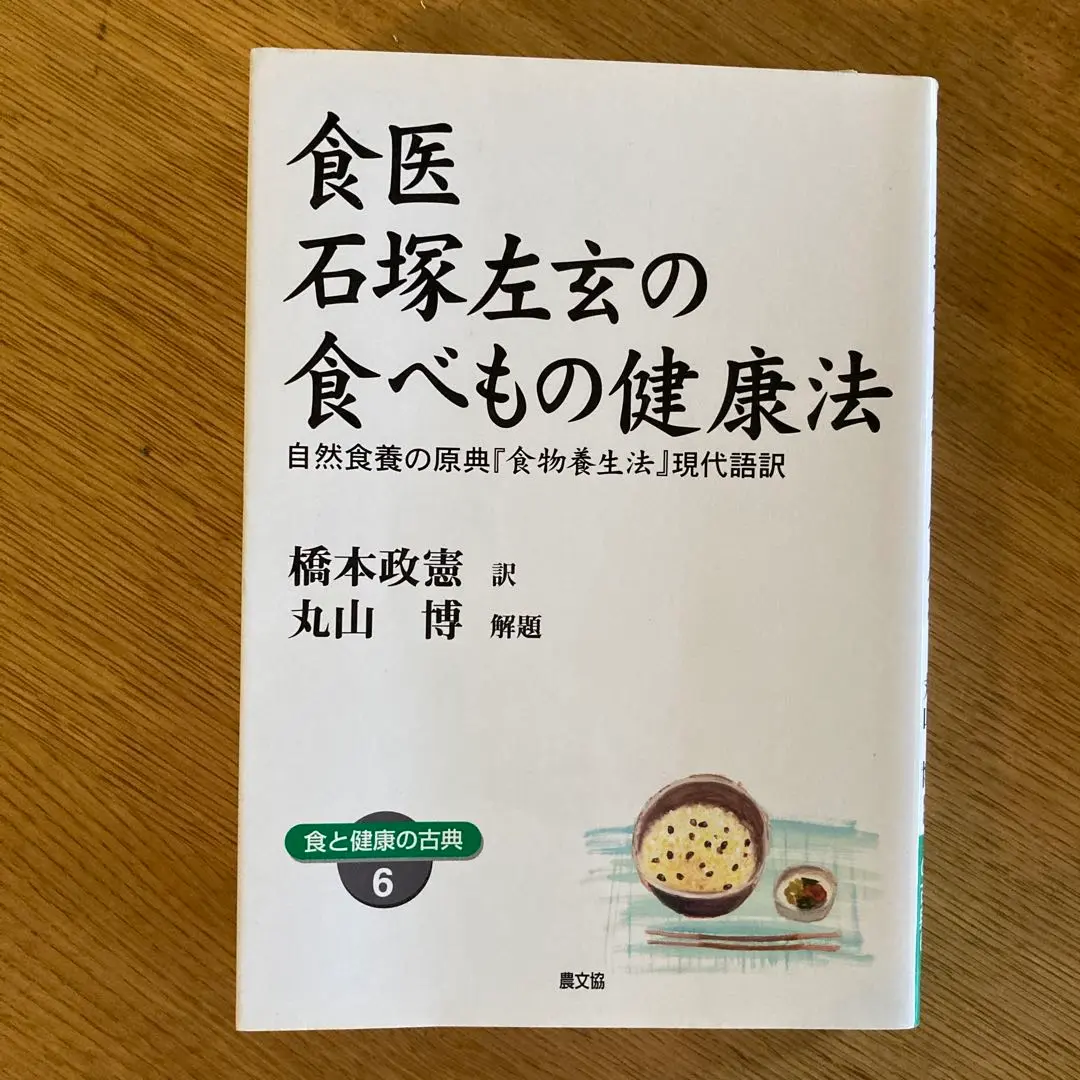 食医
石塚左玄の
食べもの健康法
自然食養の原典『食物養生法』現代語訳
橋本政憲 訳
丸山 博 解題
食と健康の古典
6
農文協